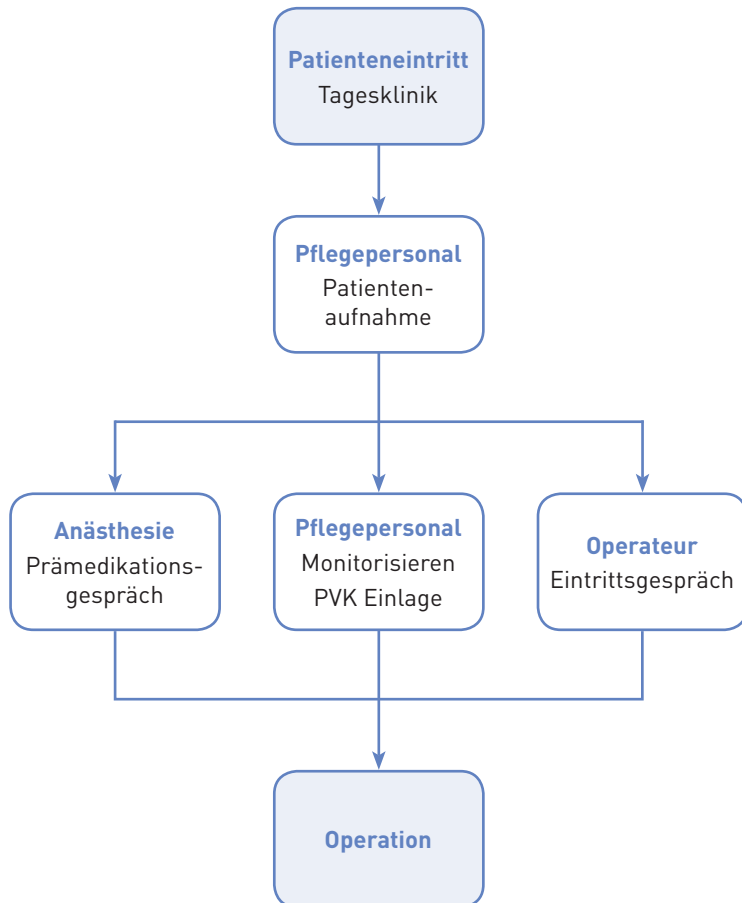 Patienteneintritt
Tagesklinik
Pflegepersonal
Patienten-
aufnahme
Anästhesie
Prämedikations-
gespräch
Pflegepersonal
Monitorisieren
PVK Einlage
Operateur
Eintrittsgespräch
Operation